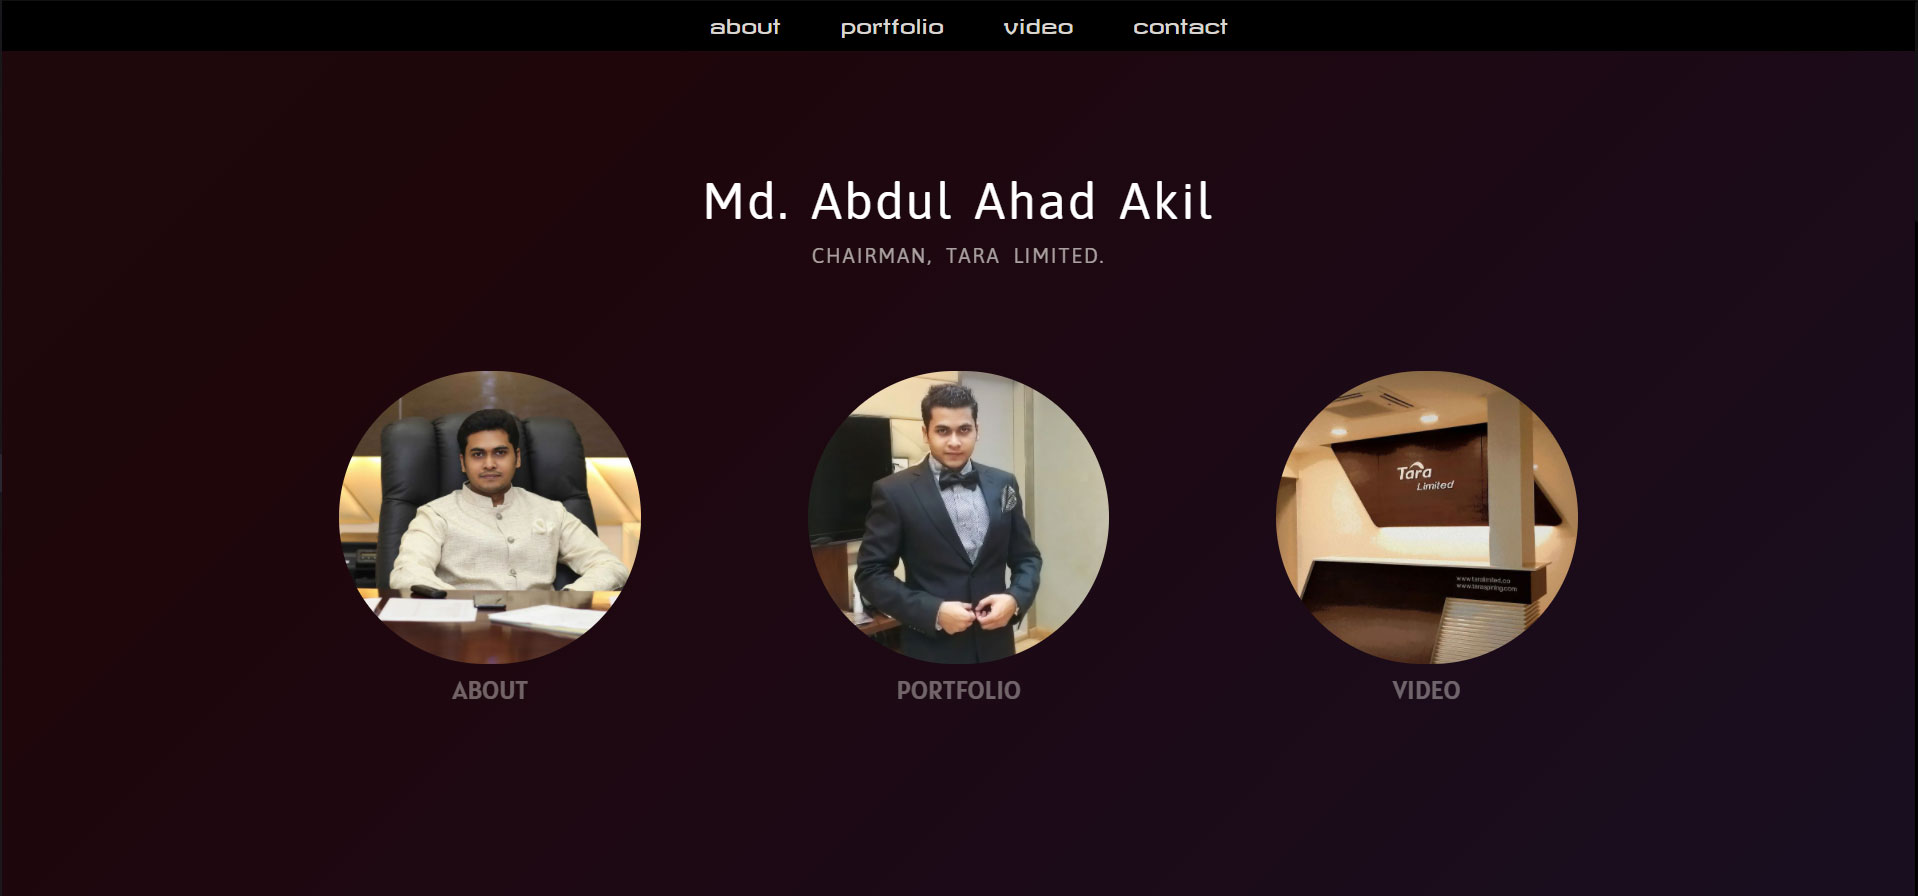 about portfolio video contact
Md. Abdul Ahad Akil
CHAIRMAN, TARA LIMITED.
Tara
Limited
www.taralimited.co
www.taraspring.com
ABOUT PORTFOLIO VIDEO